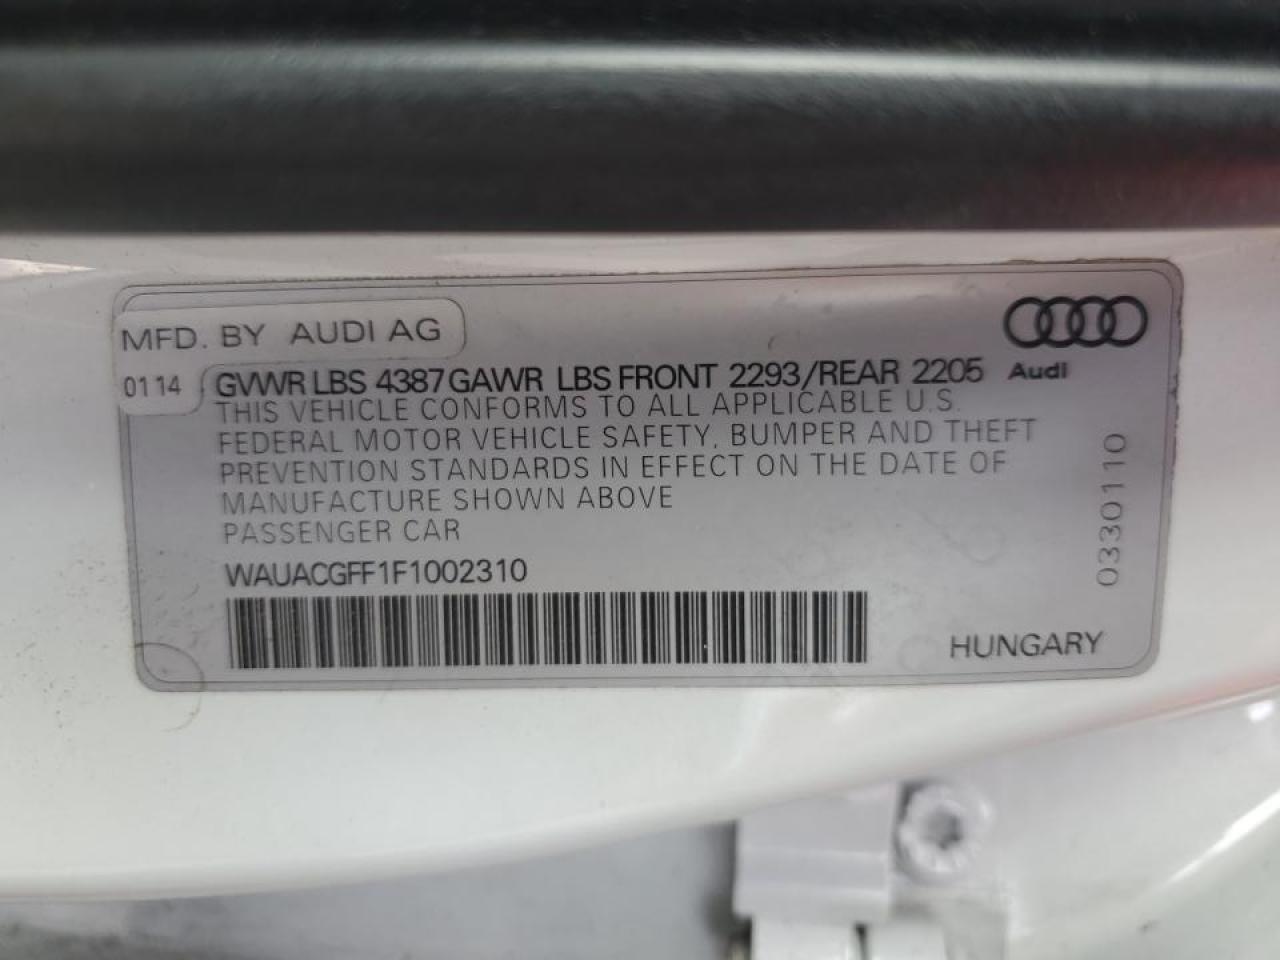 MFD. BY AUDI AG
0114 GVWR LBS 4387 GAWR LBS FRONT 2293/REAR 2205
Audi
THIS VEHICLE CONFORMS TO ALL APPLICABLE U.S.
FEDERAL MOTOR VEHICLE SAFETY, BUMPER AND THEFT
PREVENTION STANDARDS IN EFFECT ON THE DATE OF
MANUFACTURE SHOWN ABOVE
PASSENGER CAR
WAUACGFF1F1002310
0330110
HUNGARY